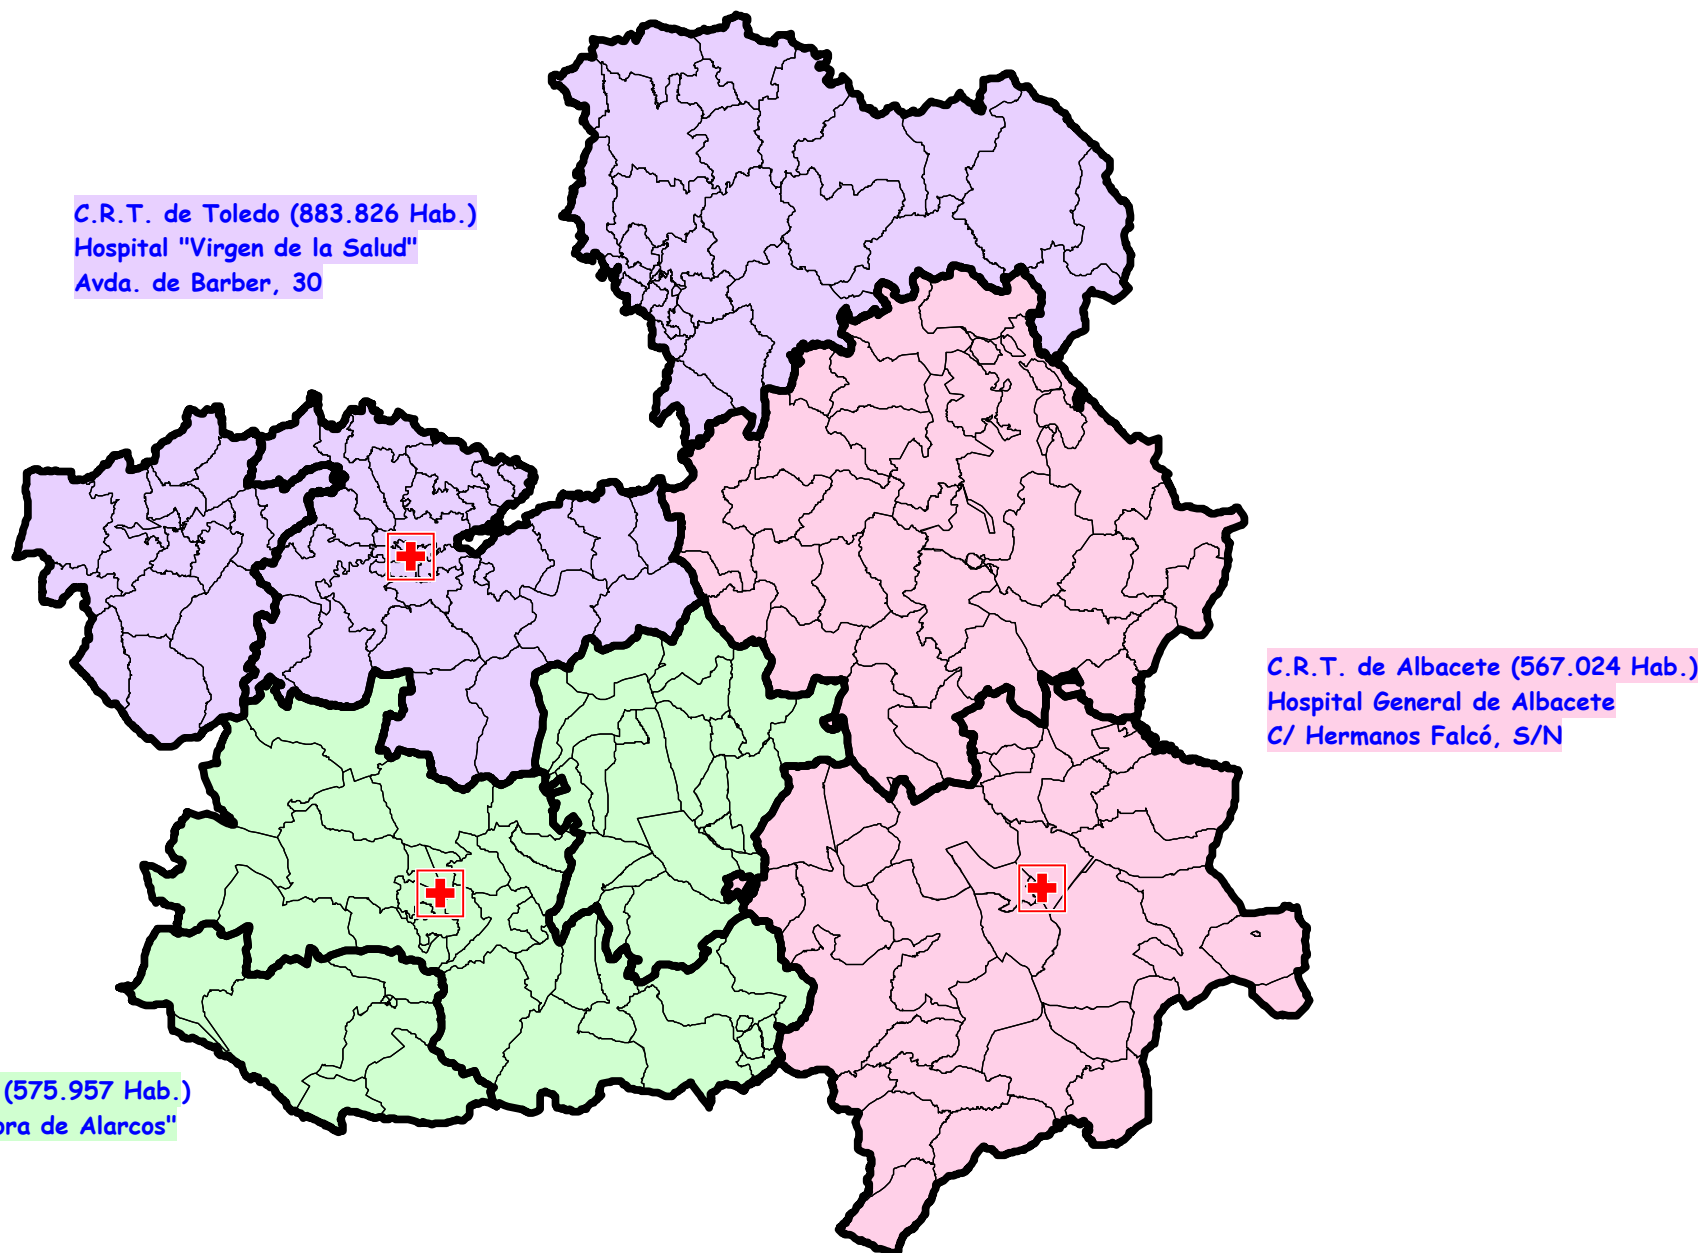 C.R.T. de Toledo (883.826 Hab.)
Hospital "Virgen de la Salud"
Avda. de Barber, 30
C.R.T. de Albacete (567.024 Hab.)
Hospital General de Albacete
C/ Hermanos Falcó, S/N
(575.957 Hab.)
de Alarcos"